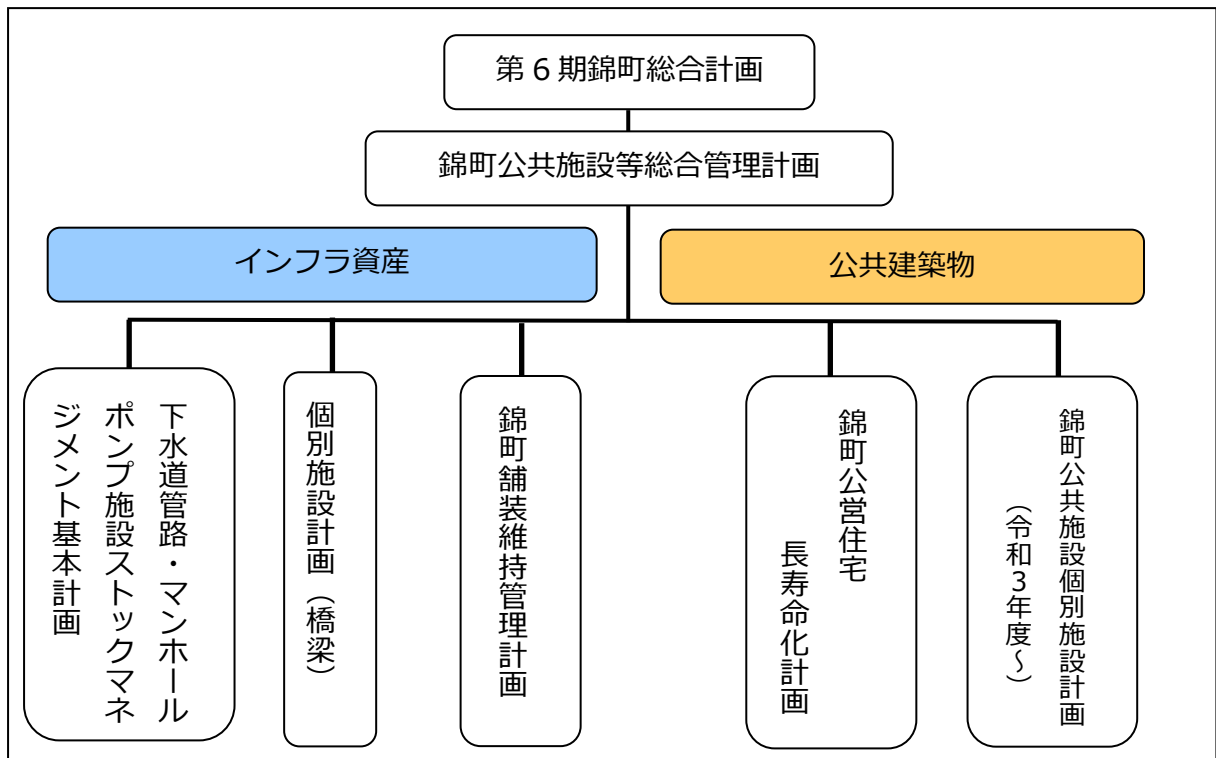 第6期錦町総合計画
錦町公共施設等総合管理計画
インフラ資産
公共建築物
下水道管路・マンホール
ポンプ施設ストックマネ
ジメント基本計画
個別施設計画（橋梁）
錦町舗装維持管理計画
錦町公営住宅
長寿命化計画
錦町公共施設個別施設計画
（令和3年度～）